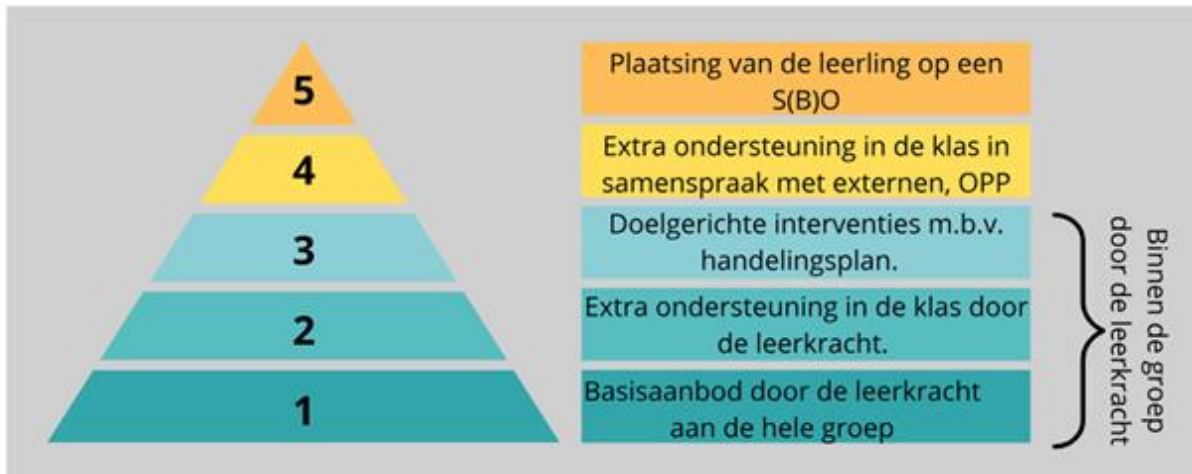 5
Plaatsing van de leerling op een
S(B)O
4
Extra ondersteuning in de klas in
samenspraak met externen, OPP
3
Doelgerichte interventies m.b.v.
handelingsplan.
2
Extra ondersteuning in de klas door
de leerkracht.
1
Basisaanbod door de leerkracht
aan de hele groep
Binnen de groep
door de leerkracht